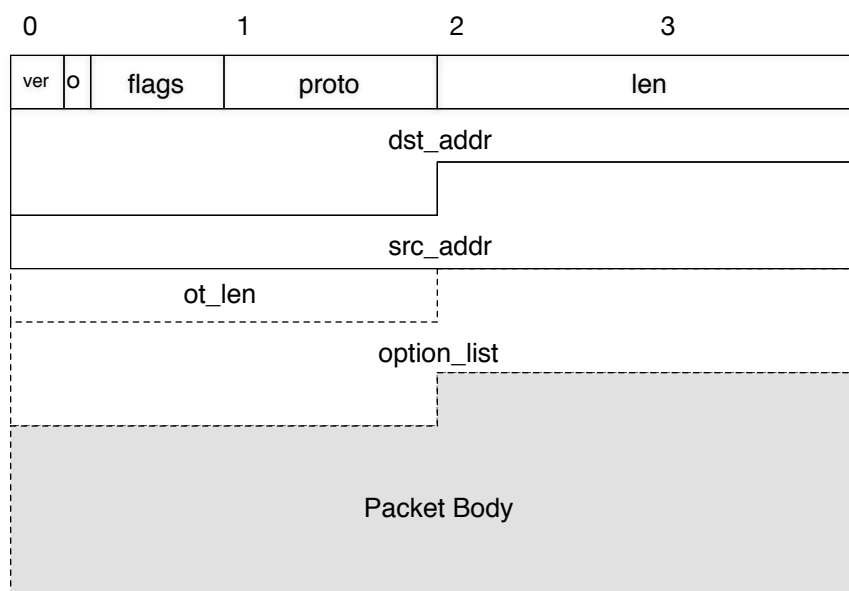 0 1 2 3
ver o flags proto len
dst_addr
src_addr
ot_len
option_list
Packet Body